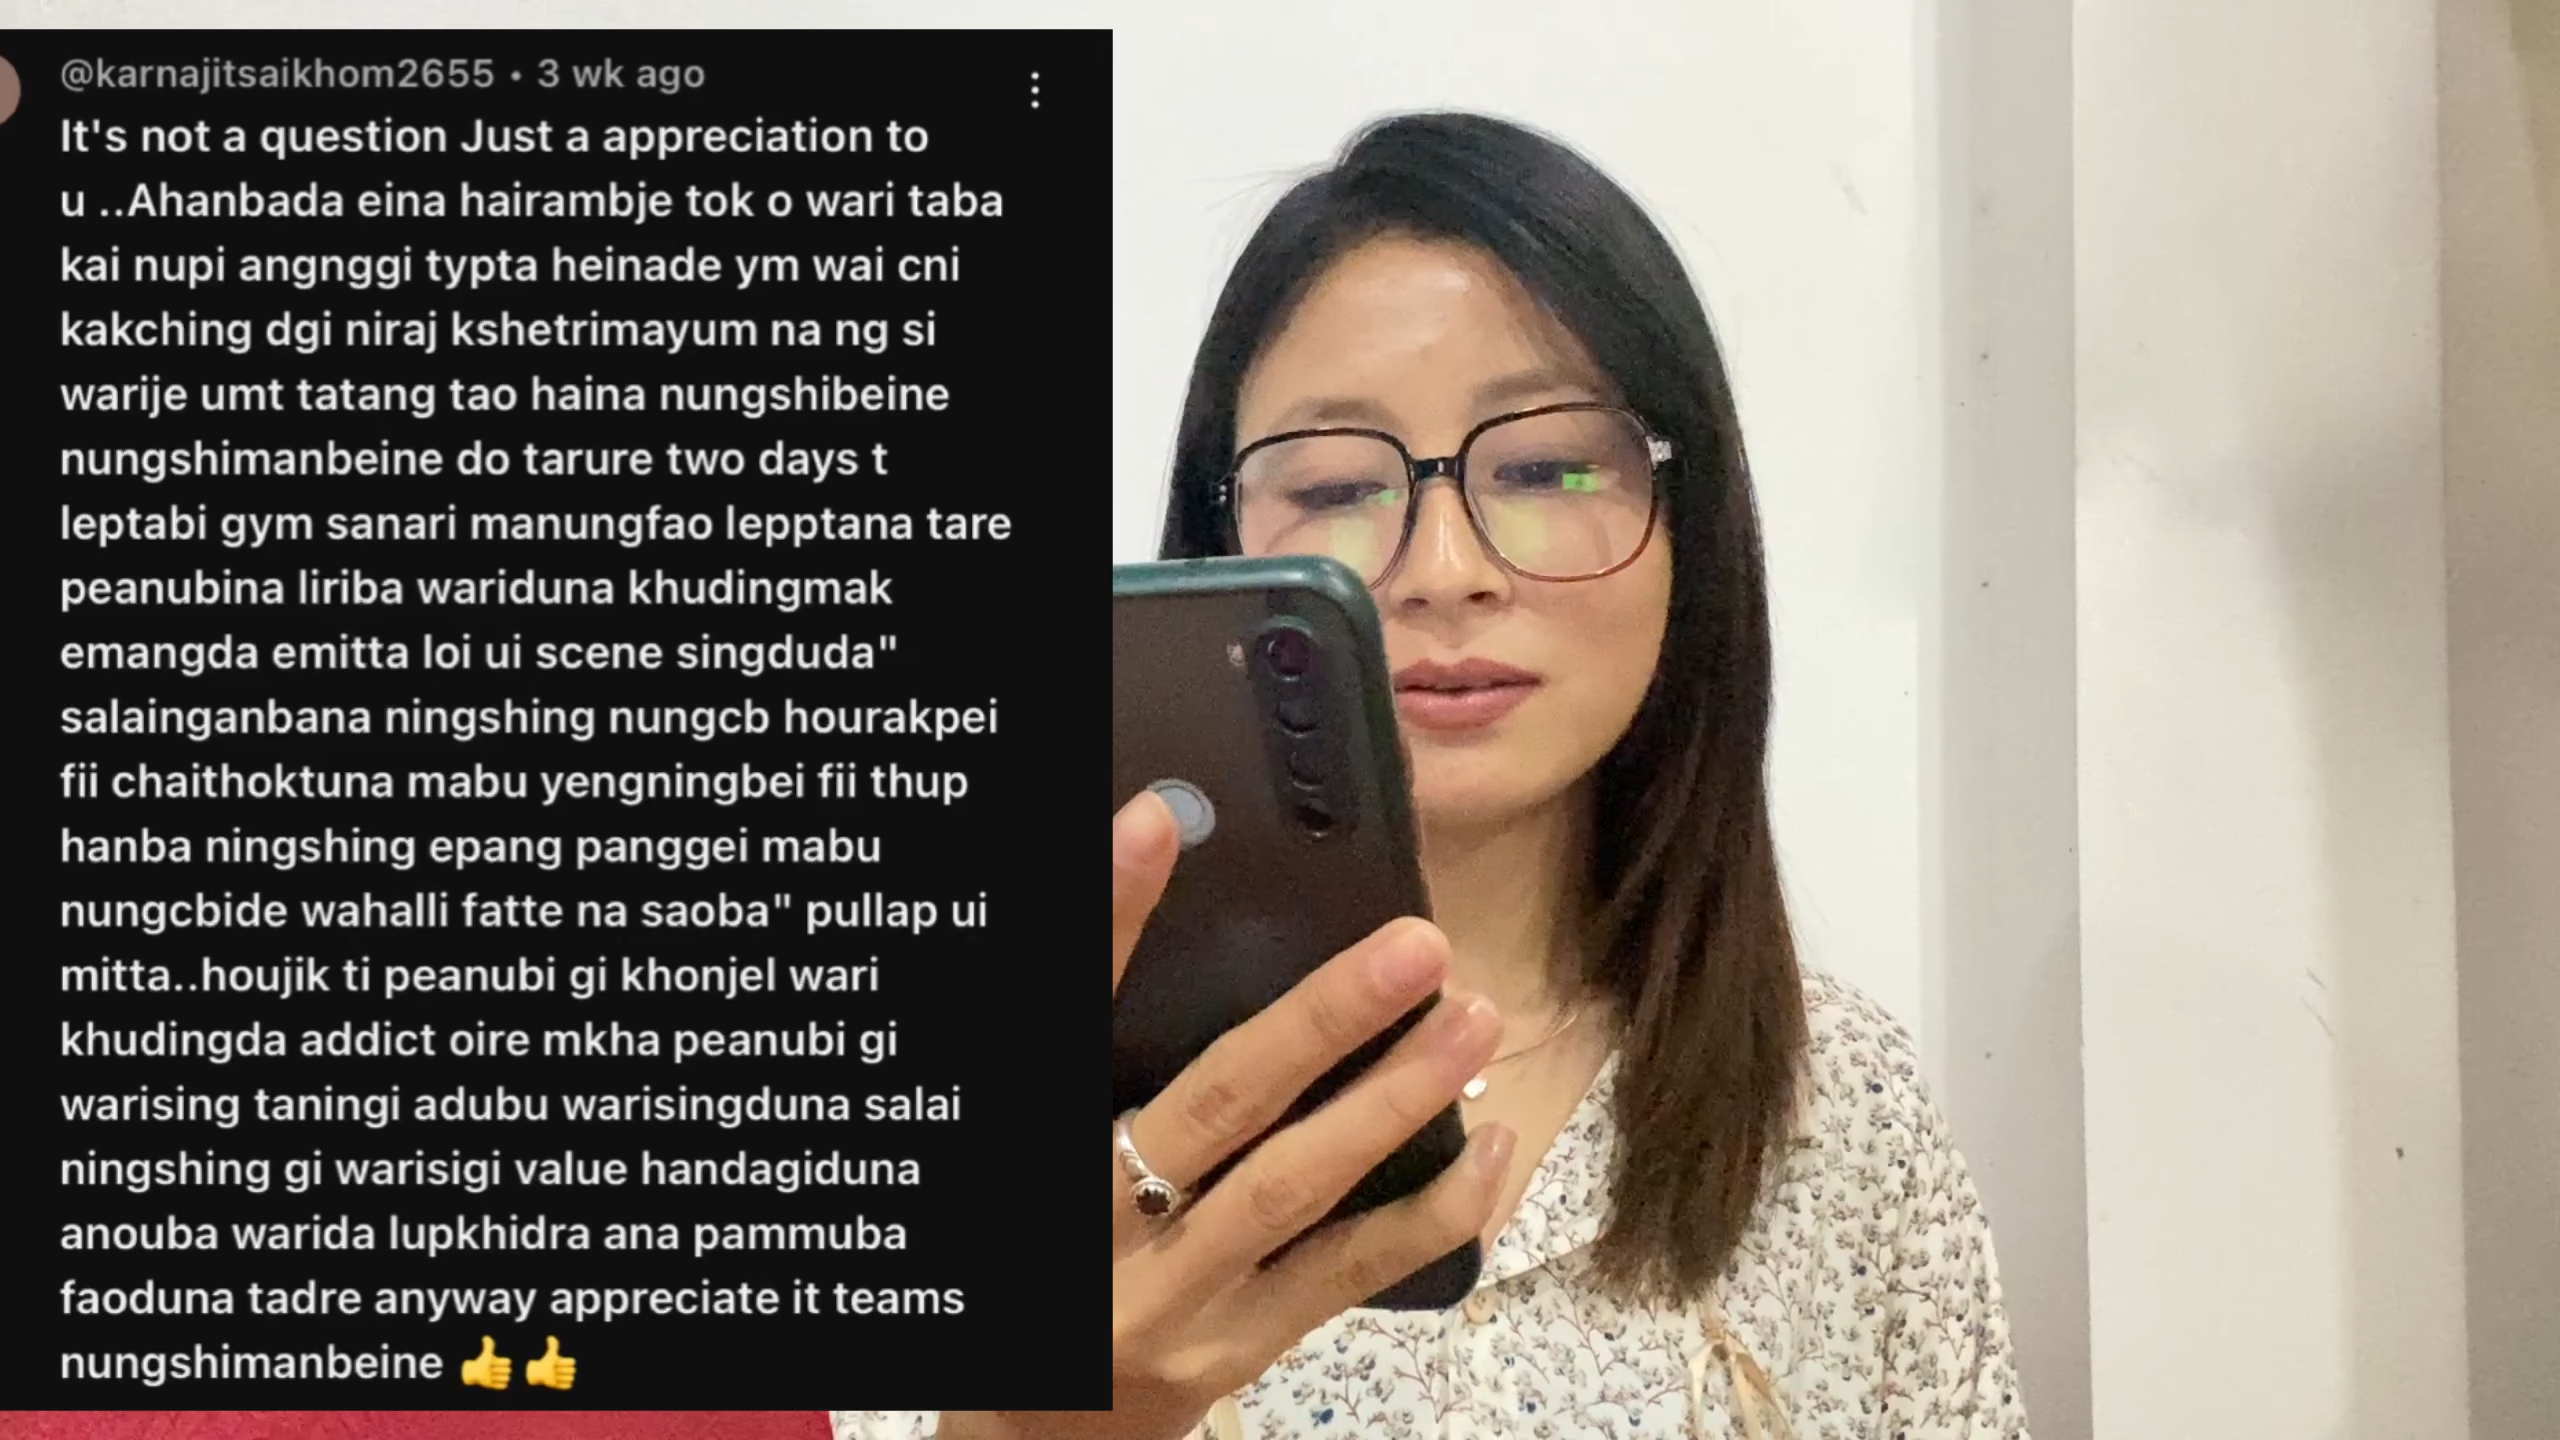 @karnajitsaikhom2655 • 3 wk ago
It's not a question Just a appreciation to
u ..Ahanbada eina hairambje tok o wari taba
kai nupi angnggi typta heinade ym wai cni
kakching dgi niraj kshetrimayum na ng si
warije umt tatang tao haina nungshibeine
nungshimanbeine do tarure two days t
leptabi gym sanari manungfao lepptana tare
peanubina liriba wariduna khudingmak
emangda emitta loi ui scene singduda"
salainganbana ningshing nungcb hourakpei
fii chaithoktuna mabu yengningbei fii thup
hanba ningshing epang panggei mabu
nungcbide wahalli fatte na saoba" pullap ui
mitta..houjik ti peanubi gi khonjel wari
khudingda addict oire mkha peanubi gi
warising taningi adubu warisingduna salai
ningshing gi warisigi value handagiduna
anouba warida lupkhidra ana pammuba
faoduna tadre anyway appreciate it teams
nungshimanbeine 👍👍